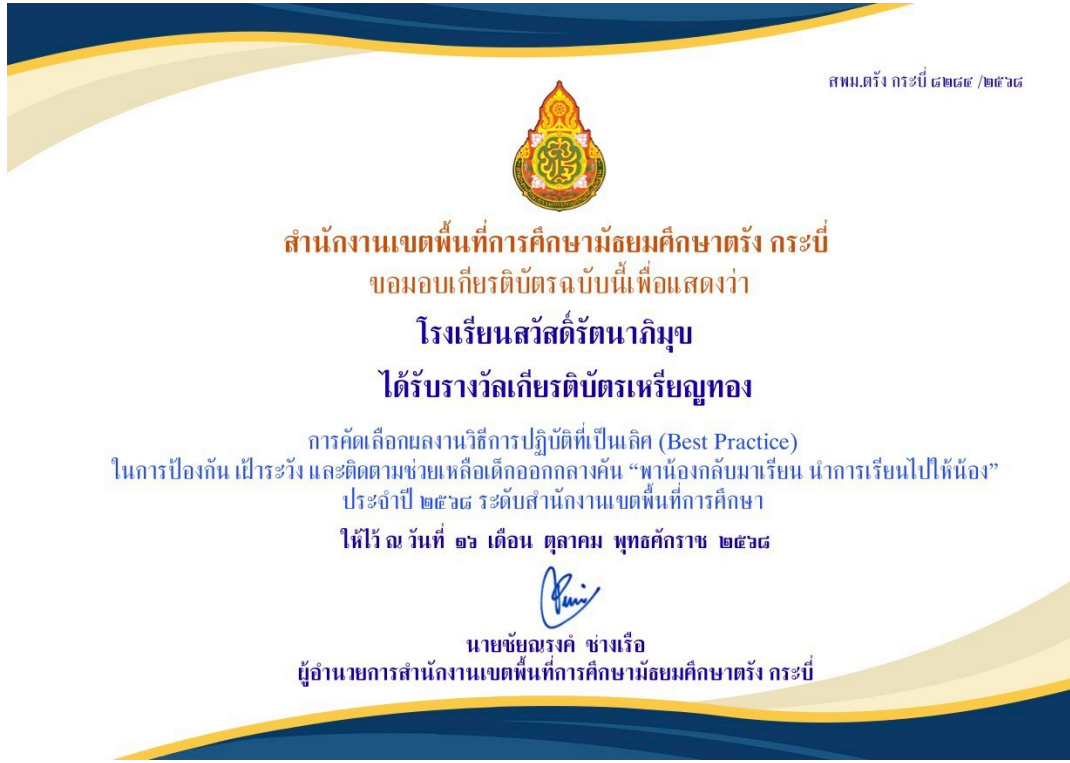 สพม.ตรัง กระบี่ ๘๒๘๔ /๒๕๖๘
สำนักงานเขตพื้นที่การศึกษามัธยมศึกษาตรัง กระบี่
ขอมอบเกียรติบัตรฉบับนี้เพื่อแสดงว่า
โรงเรียนสวัสดิ์รัตนาภิมุข
ได้รับรางวัลเกียรติบัตรเหรียญทอง
การคัดเลือกผลงานวิธีการปฏิบัติที่เป็นเลิศ (Best Practice)
ในการป้องกัน เฝ้าระวัง และติดตามช่วยเหลือเด็กออกกลางคัน “พาน้องกลับมาเรียน นำการเรียนไปให้น้อง”
ประจำปี ๒๕๖๘ ระดับสำนักงานเขตพื้นที่การศึกษา
ให้ไว้ ณ วันที่ ๑๖ เดือน ตุลาคม พุทธศักราช ๒๕๖๘
นายชัยณรงค์ ช่างเรือ
ผู้อำนวยการสำนักงานเขตพื้นที่การศึกษามัธยมศึกษาตรัง กระบี่